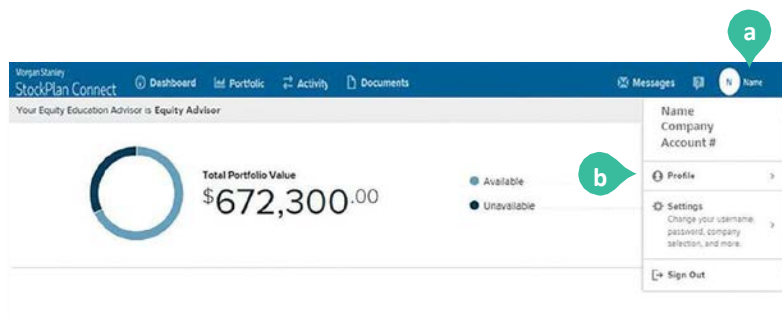 a
Morgan Stanley
StockPlan Connect
Dashboard
Portfolio
Activity
Documents
Messages
N
Name
Your Equity Education Advisor is Equity Advisor
Name
Company
Account #
Total Portfolio Value
$672,300.00
Available
Unavailable
b
Profile
Settings
Change your username,
password, company
selection, and more.
Sign Out